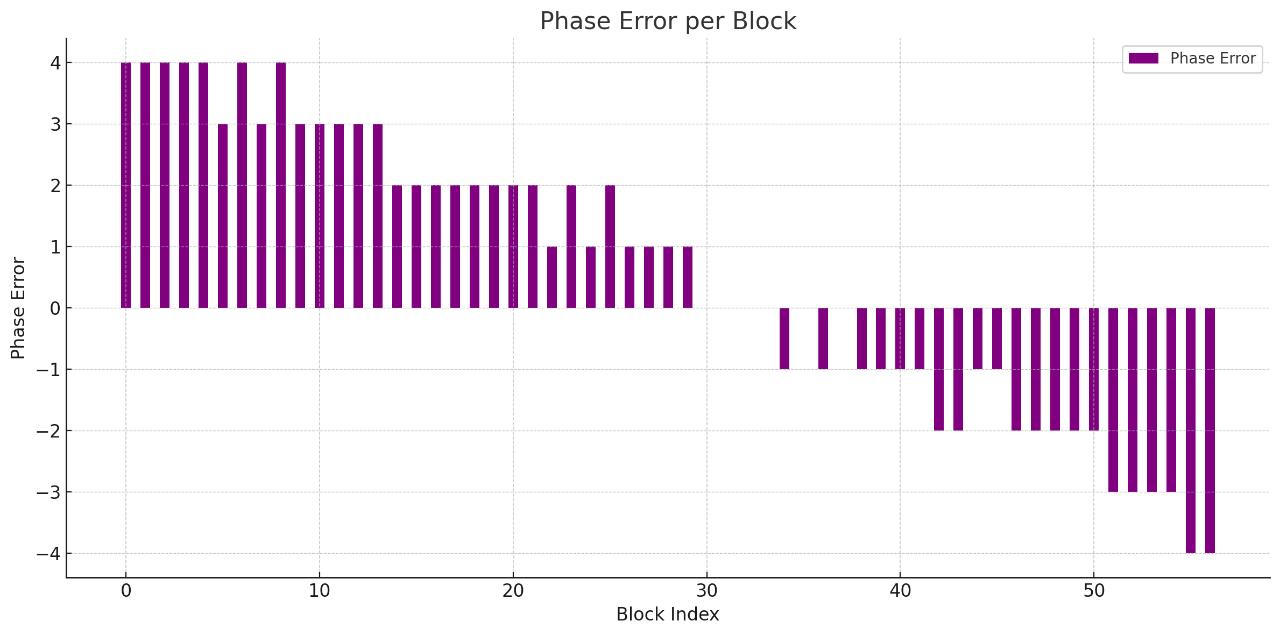 Phase Error per Block
Phase Error
4
3
2
1
0
−1
−2
−3
−4
Phase Error
0 10 20 30 40 50
Block Index